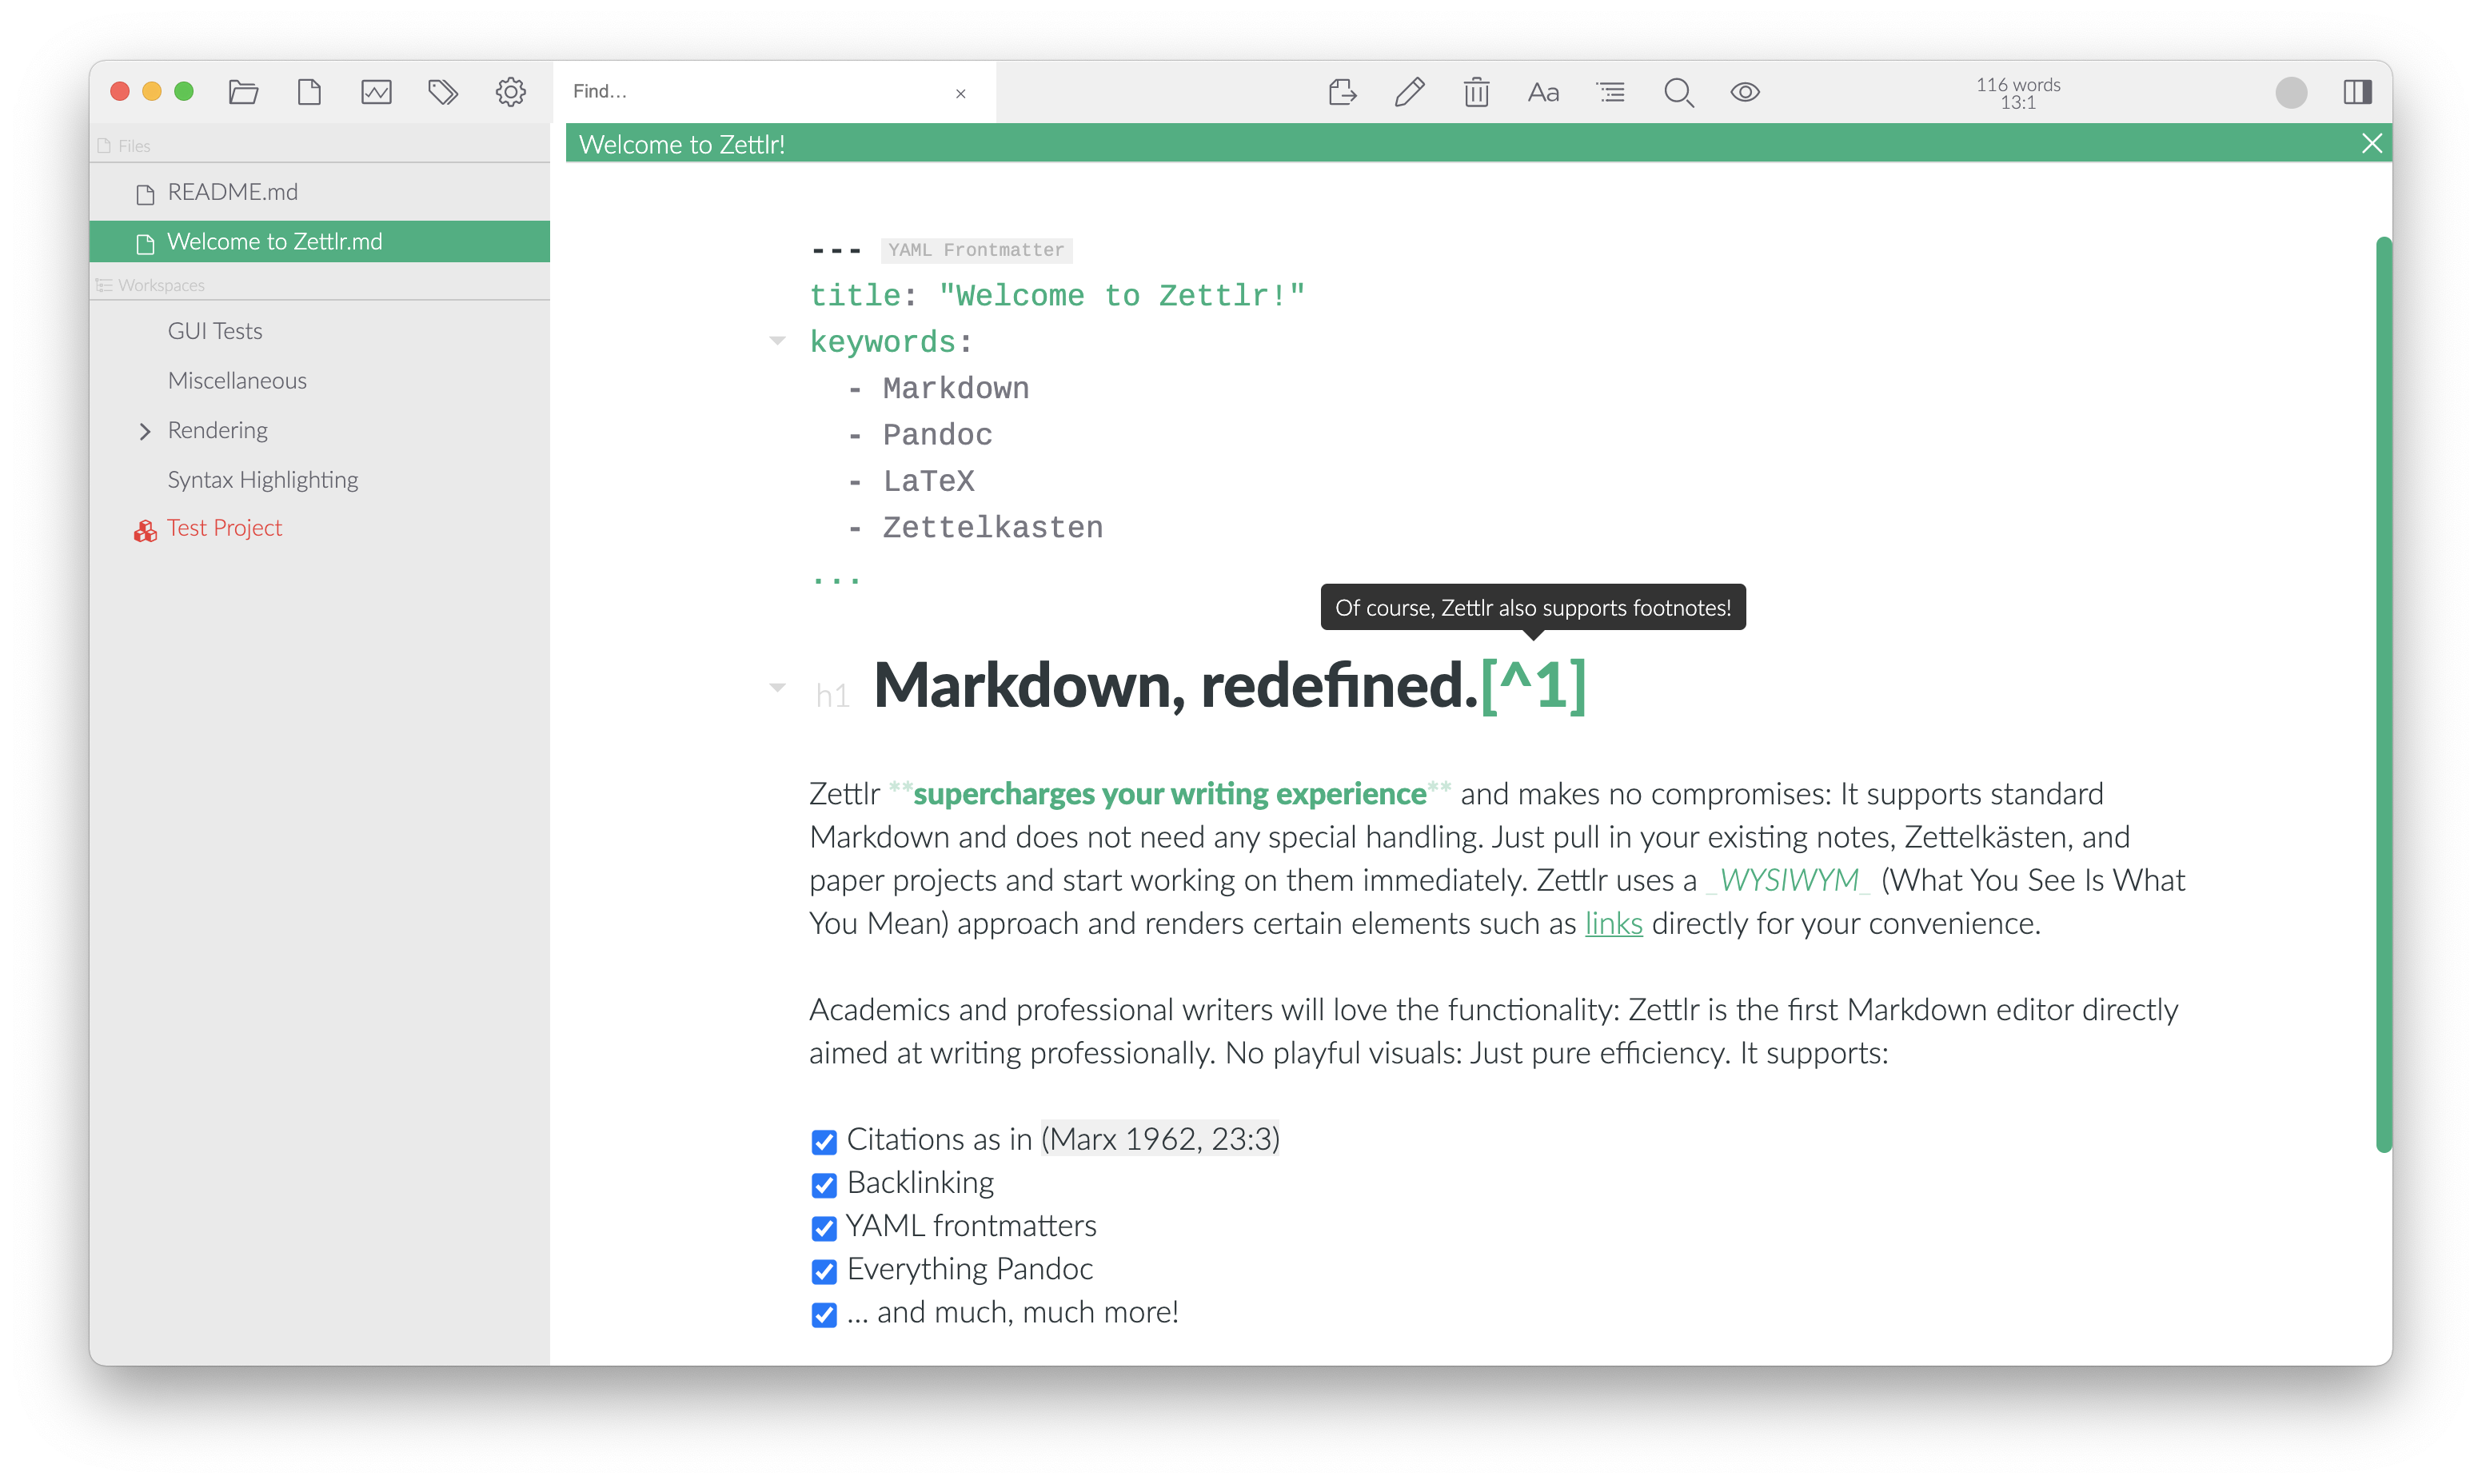 Find...
Aa
116 words
13:1
Files
README.md
Welcome to Zettlr.md
Workspaces
GUI Tests
Miscellaneous
Rendering
Syntax Highlighting
Test Project
Welcome to Zettlr!
--- YAML Frontmatter
title: "Welcome to Zettlr!"
keywords:
- Markdown
- Pandoc
- LaTeX
- Zettelkasten
...
Of course, Zettlr also supports footnotes!
h1 Markdown, redefined.[^1]
Zettlr **supercharges your writing experience** and makes no compromises: It supports standard
Markdown and does not need any special handling. Just pull in your existing notes, Zettelkästen, and
paper projects and start working on them immediately. Zettlr uses a _WYSIWYM_ (What You See Is What
You Mean) approach and renders certain elements such as links directly for your convenience.
Academics and professional writers will love the functionality: Zettlr is the first Markdown editor directly
aimed at writing professionally. No playful visuals: Just pure efficiency. It supports:
Citations as in (Marx 1962, 23:3)
Backlinking
YAML frontmatters
Everything Pandoc
... and much, much more!